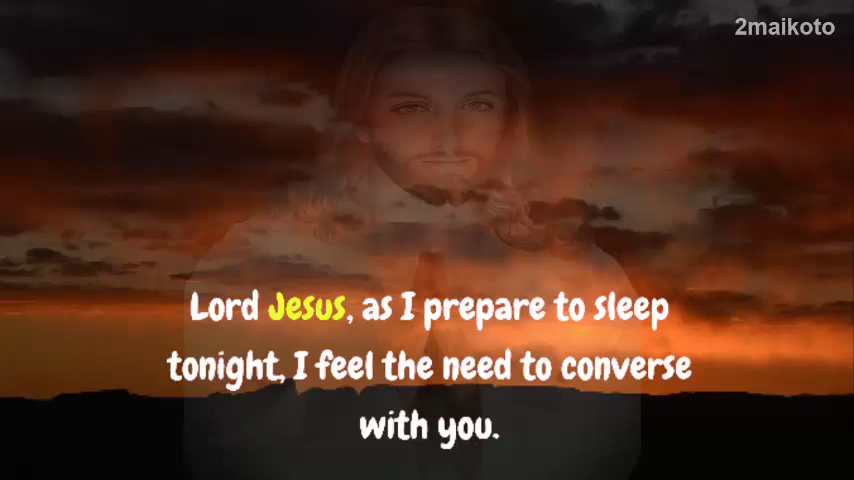 2maikoto
Lord Jesus, as I prepare to sleep
tonight, I feel the need to converse
with you.